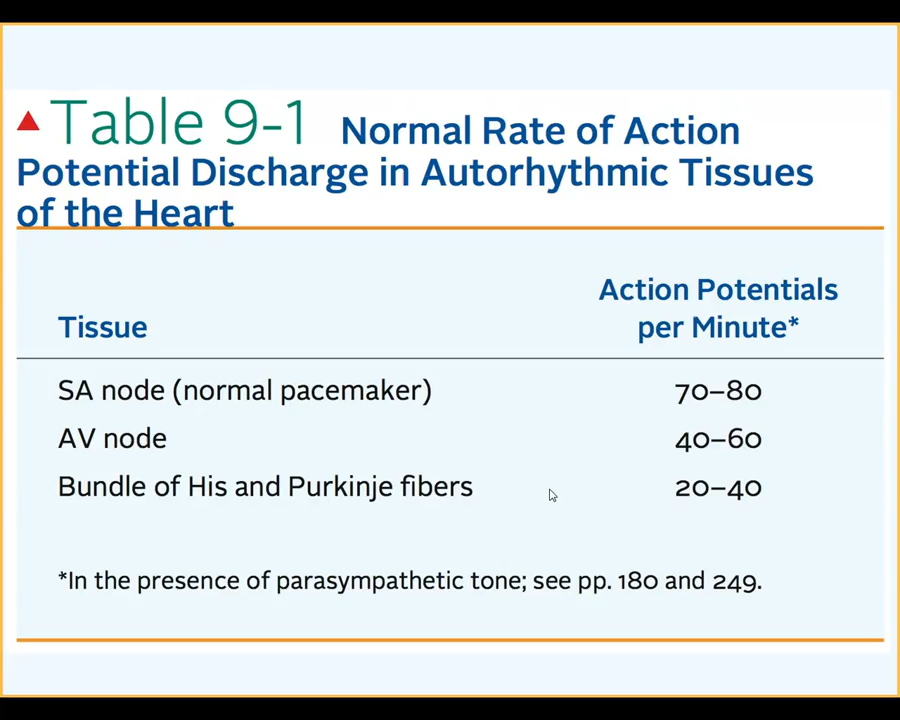 ▲Table 9-1 Normal Rate of Action
Potential Discharge in Autorhythmic Tissues
of the Heart
Action Potentials
Tissue per Minute*
SA node (normal pacemaker) 70–80
AV node 40–60
Bundle of His and Purkinje fibers 20–40
*In the presence of parasympathetic tone; see pp. 180 and 249.